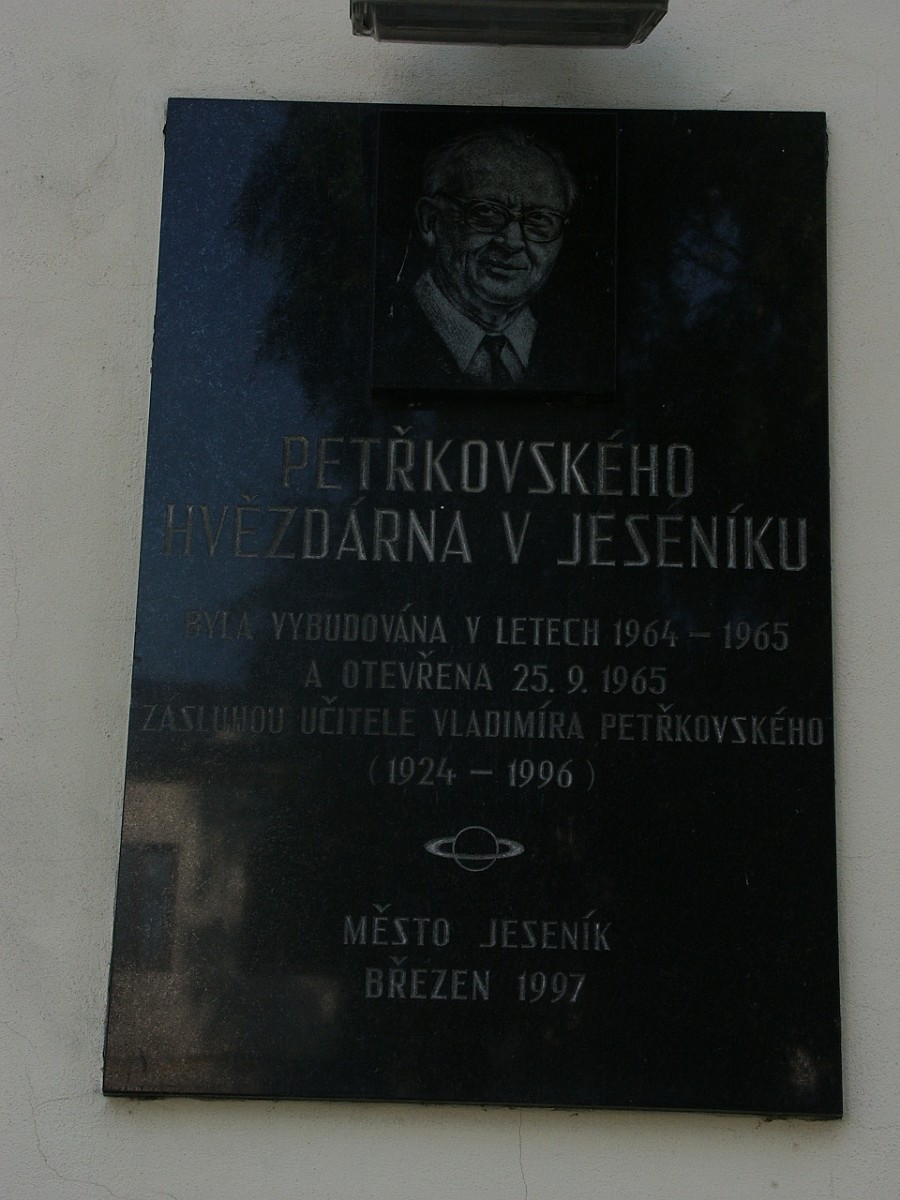 PETŘKOVSKÉHO
HVĚZDÁRNA V JESENÍKU
BYLA VYBUDOVÁNA V LETECH 1964 – 1965
A OTEVŘENA 25. 9. 1965
ZÁSLUHOU UČITELE VLADIMÍRA PETŘKOVSKÉHO
(1924 – 1996)
MĚSTO JESENÍK
BŘEZEN 1997